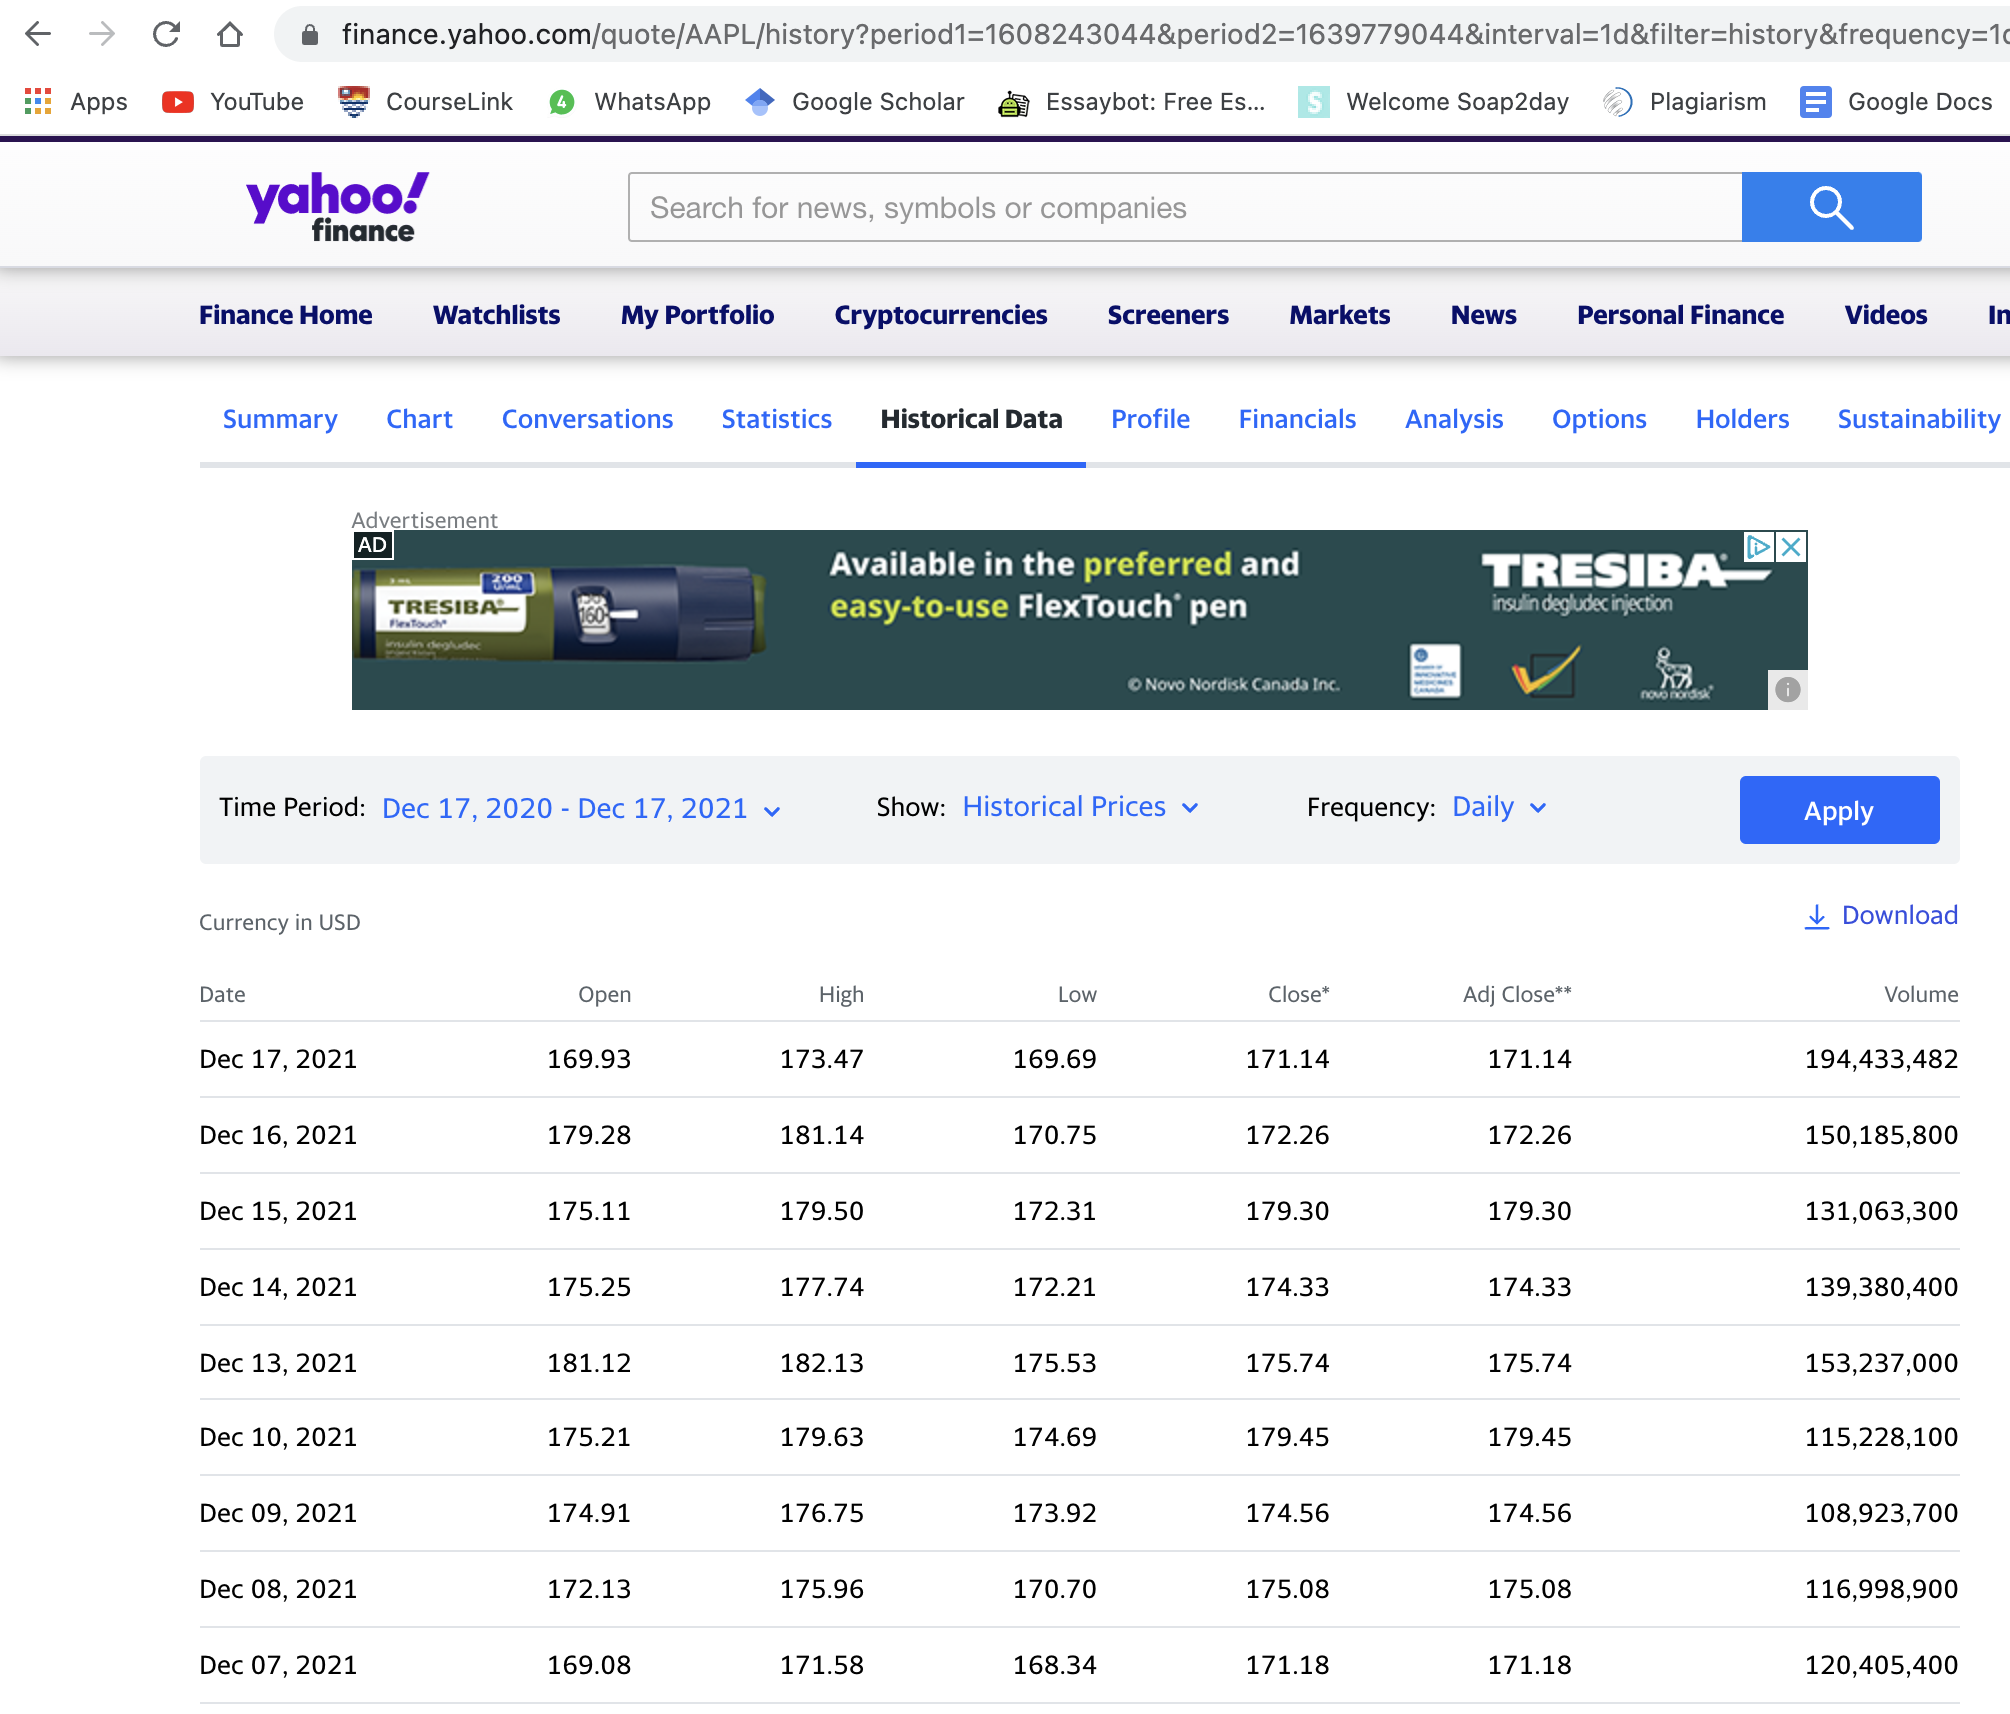 finance.yahoo.com/quote/AAPL/history?period1=1608243044&period2=1639779044&interval=1d&filter=history&frequency=1d
Apps YouTube CourseLink 4 WhatsApp Google Scholar Essaybot: Free Es... S Welcome Soap2day Plagiarism Google Docs
yahoo!
finance
Search for news, symbols or companies
Finance Home Watchlists My Portfolio Cryptocurrencies Screeners Markets News Personal Finance Videos In
Summary Chart Conversations Statistics Historical Data Profile Financials Analysis Options Holders Sustainability
Advertisement
AD
200
U/mL
TRESIBA®
FlexTouch®
insulin degludec
160
Available in the preferred and
easy-to-use FlexTouch® pen
© Novo Nordisk Canada Inc.
TRESIBA®
insulin degludec injection
MEMBER OF
INNOVATIVE
MEDICINES
CANADA
novo nordisk®
Time Period: Dec 17, 2020 - Dec 17, 2021 Show: Historical Prices Frequency: Daily Apply
Currency in USD Download
Date Open High Low Close* Adj Close** Volume
Dec 17, 2021 169.93 173.47 169.69 171.14 171.14 194,433,482
Dec 16, 2021 179.28 181.14 170.75 172.26 172.26 150,185,800
Dec 15, 2021 175.11 179.50 172.31 179.30 179.30 131,063,300
Dec 14, 2021 175.25 177.74 172.21 174.33 174.33 139,380,400
Dec 13, 2021 181.12 182.13 175.53 175.74 175.74 153,237,000
Dec 10, 2021 175.21 179.63 174.69 179.45 179.45 115,228,100
Dec 09, 2021 174.91 176.75 173.92 174.56 174.56 108,923,700
Dec 08, 2021 172.13 175.96 170.70 175.08 175.08 116,998,900
Dec 07, 2021 169.08 171.58 168.34 171.18 171.18 120,405,400